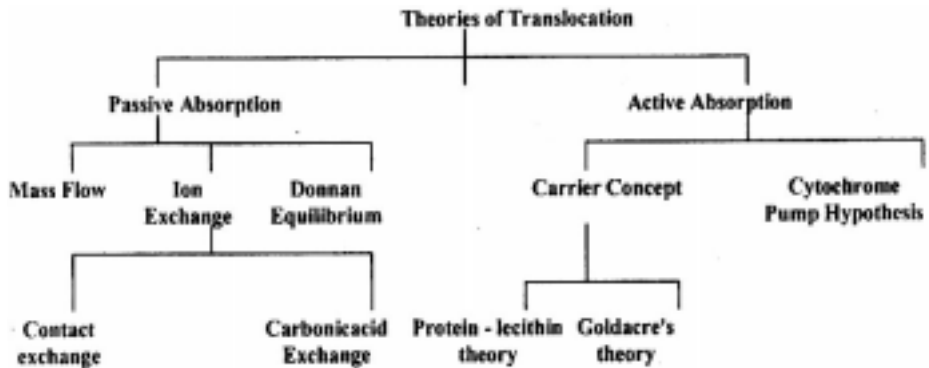 Theories of Translocation
Passive Absorption
Active Absorption
Mass Flow
Ion
Exchange
Donnan
Equilibrium
Carrier Concept
Cytochrome
Pump Hypothesis
Contact
exchange
Carbonicacid
Exchange
Protein - lecithin
theory
Goldacre's
theory